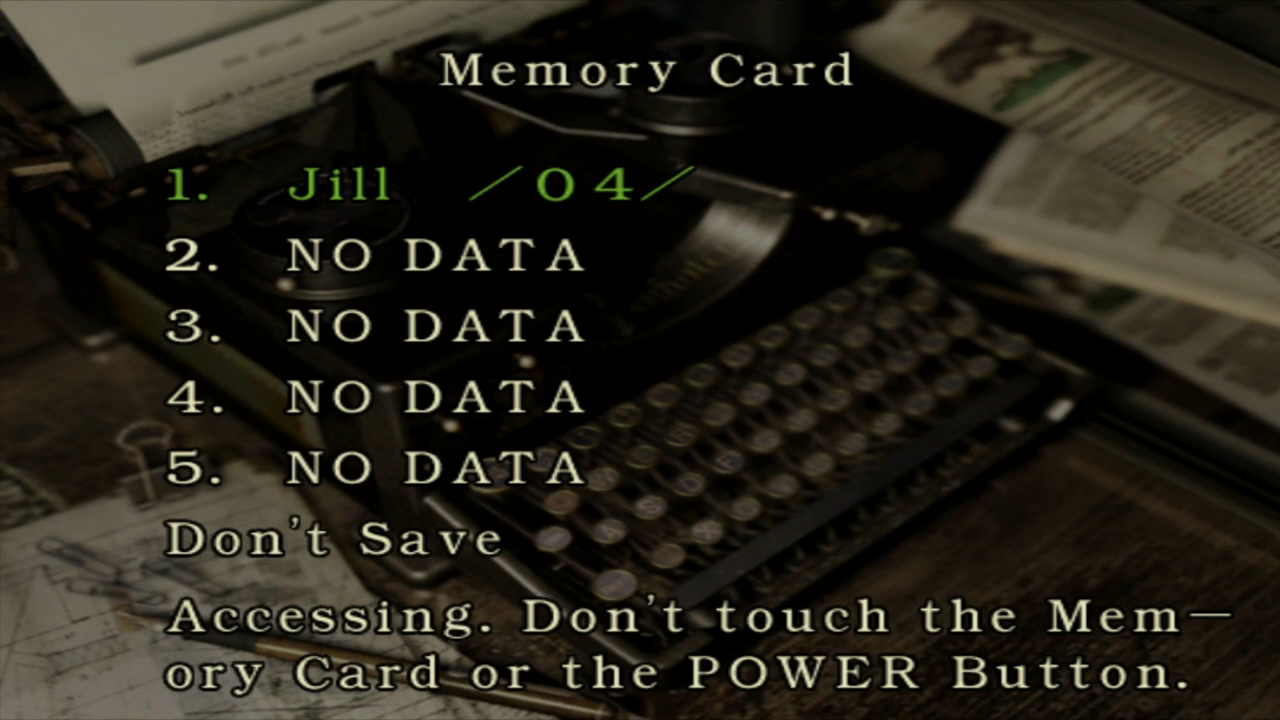 Memory Card
1. Jill ／04／
2. NO DATA
3. NO DATA
4. NO DATA
5. NO DATA
Don't Save
Accessing. Don't touch the Mem—
ory Card or the POWER Button.